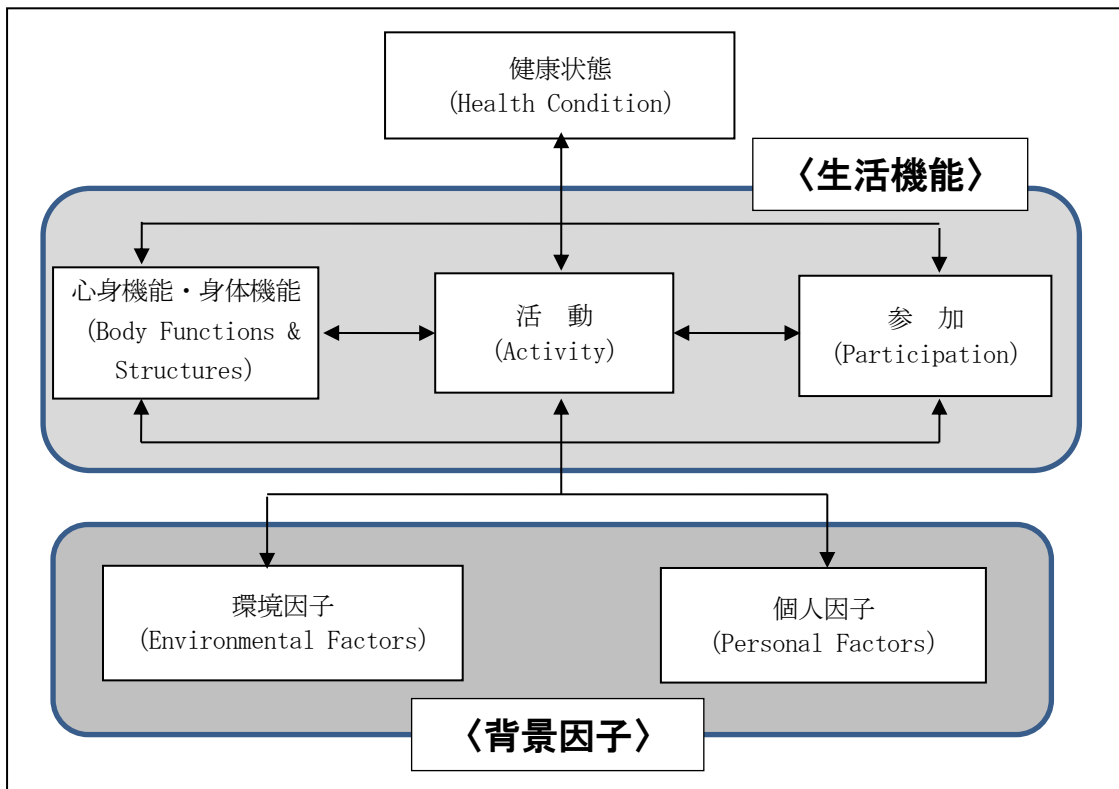 健康状態
(Health Condition)
〈生活機能〉
心身機能・身体機能
(Body Functions &
Structures)
活　動
(Activity)
参　加
(Participation)
環境因子
(Environmental Factors)
個人因子
(Personal Factors)
〈背景因子〉